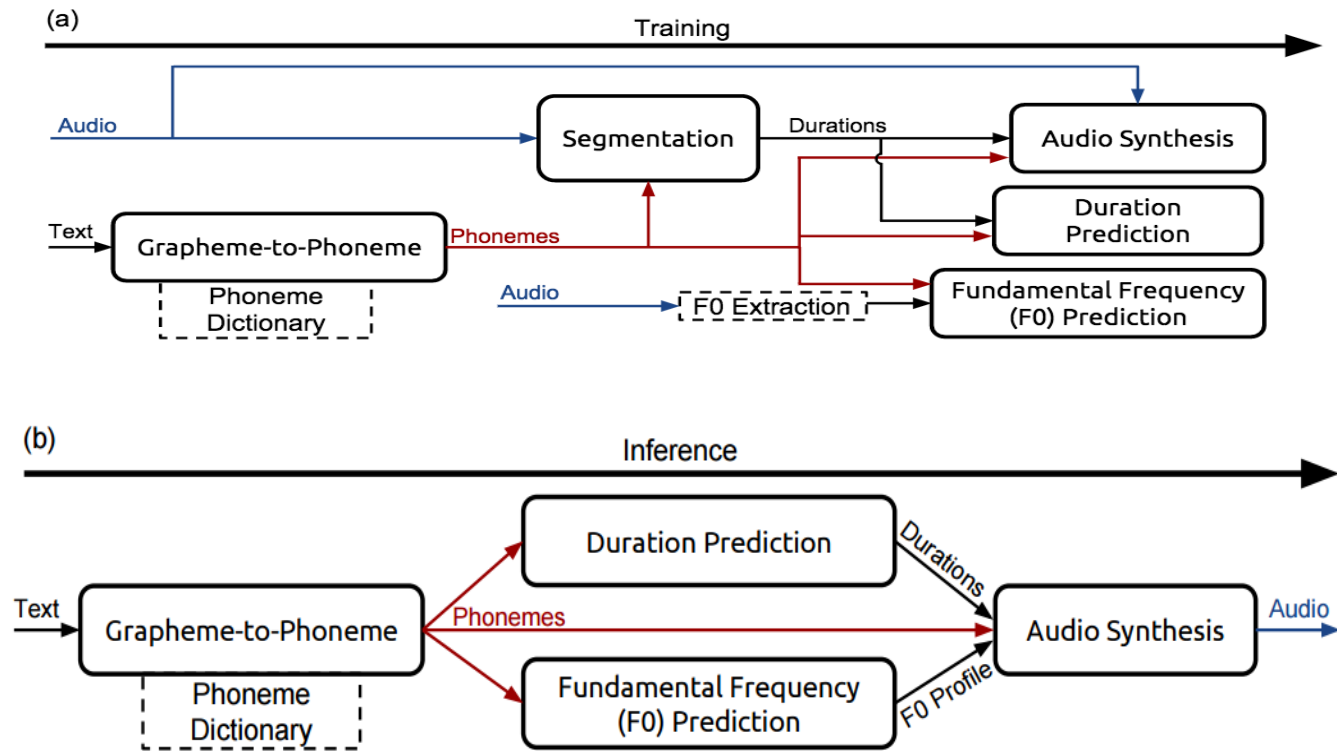 (a)
Training
Audio
Segmentation
Durations
Audio Synthesis
Text
Grapheme-to-Phoneme
Phonemes
Duration
Prediction
Phoneme
Dictionary
Audio
F0 Extraction
Fundamental Frequency
(F0) Prediction
(b)
Inference
Duration Prediction
Durations
Text
Grapheme-to-Phoneme
Phonemes
Audio Synthesis
Audio
Phoneme
Dictionary
Fundamental Frequency
(F0) Prediction
F0 Profile